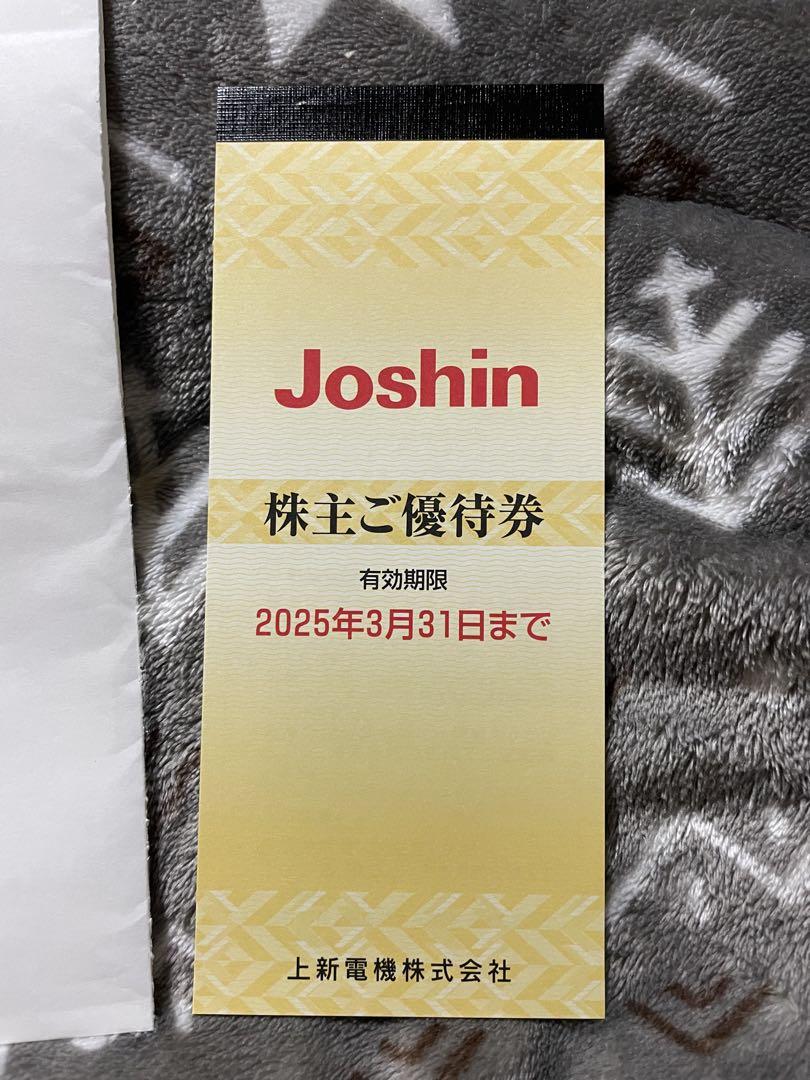 Joshin
株主ご優待券
有効期限
2025年3月31日まで
上新電機株式会社